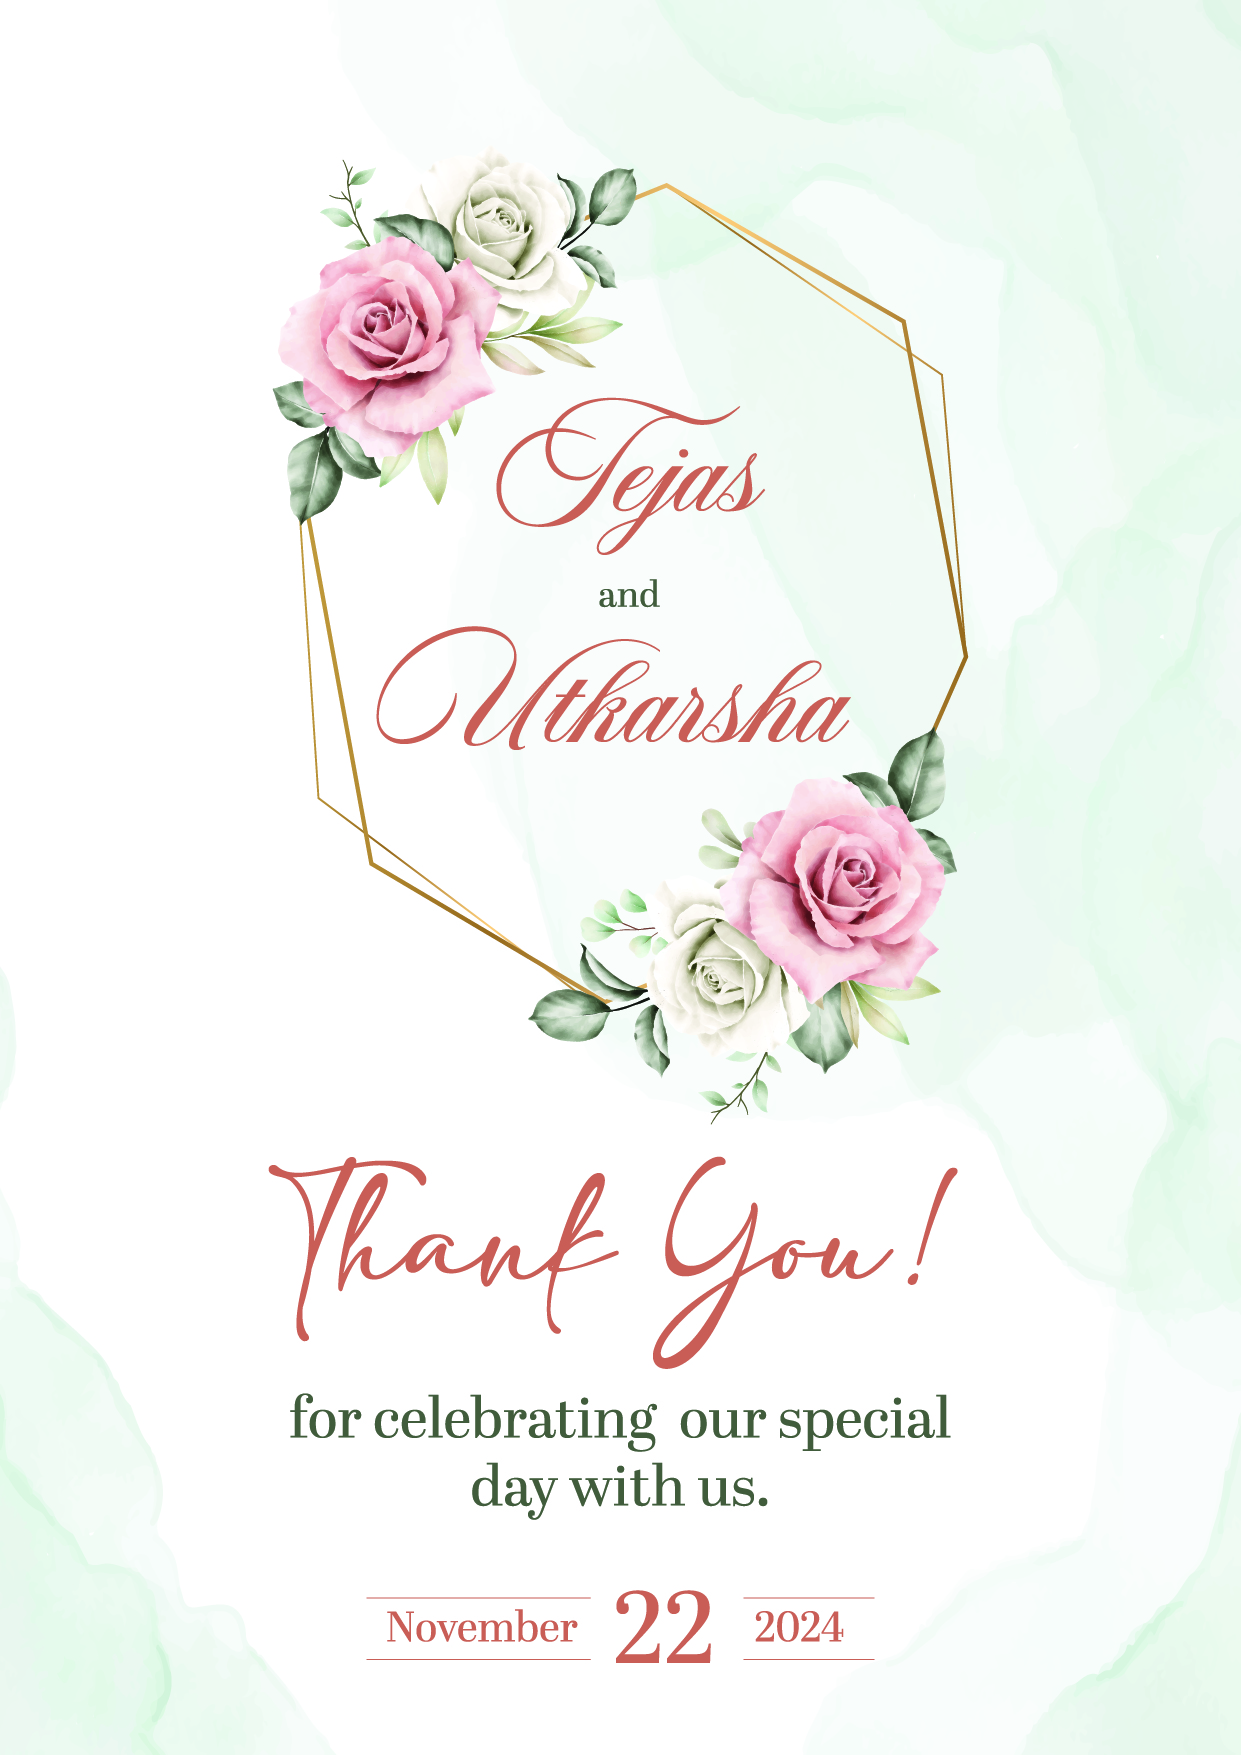 Tejas
and
Utkarsha
Thank You!
for celebrating our special
day with us.
November 22 2024